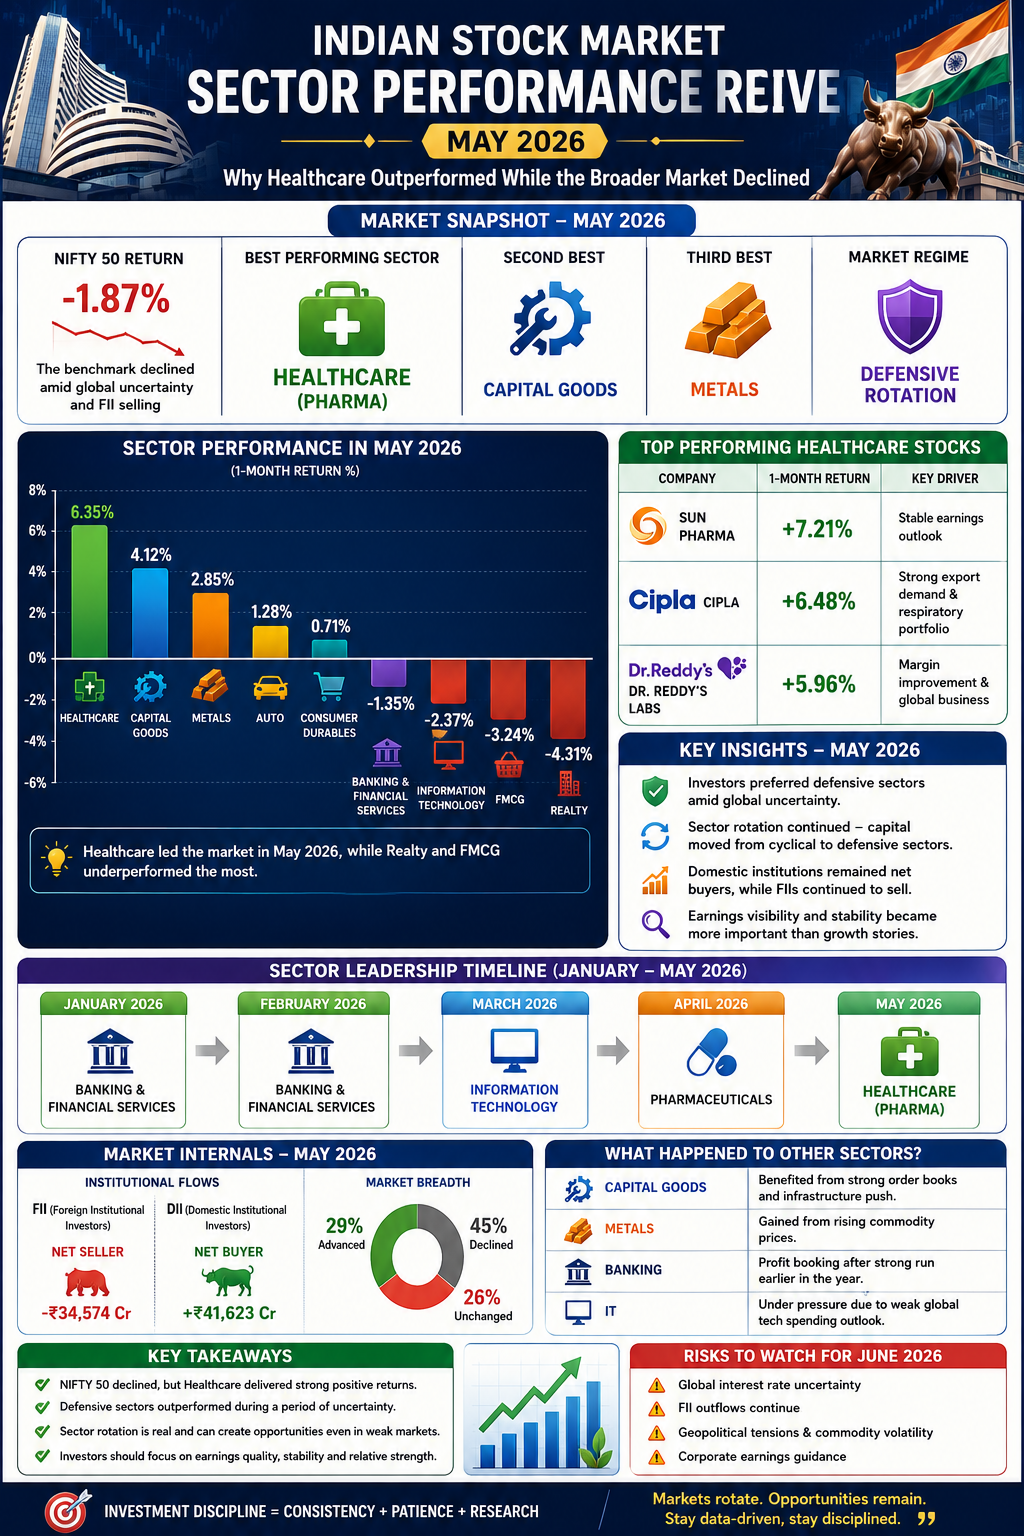 INDIAN STOCK MARKET
SECTOR PERFORMANCE REIVE
MAY 2026
Why Healthcare Outperformed While the Broader Market Declined
MARKET SNAPSHOT – MAY 2026
NIFTY 50 RETURN
-1.87%
The benchmark declined
amid global uncertainty
and FII selling
BEST PERFORMING SECTOR
HEALTHCARE
(PHARMA)
SECOND BEST
CAPITAL GOODS
THIRD BEST
METALS
MARKET REGIME
DEFENSIVE
ROTATION
SECTOR PERFORMANCE IN MAY 2026
(1-MONTH RETURN %)
8%
6%
4%
2%
0%
-2%
-4%
-6%
6.35%
4.12%
2.85%
1.28%
0.71%
-1.35%
-2.37%
-3.24%
-4.31%
HEALTHCARE
CAPITAL
GOODS
METALS
AUTO
CONSUMER
DURABLES
BANKING &
FINANCIAL
SERVICES
INFORMATION
TECHNOLOGY
FMCG
REALTY
Healthcare led the market in May 2026, while Realty and FMCG
underperformed the most.
TOP PERFORMING HEALTHCARE STOCKS
COMPANY
1-MONTH RETURN
KEY DRIVER
SUN
PHARMA
+7.21%
Stable earnings
outlook
Cipla
CIPLA
+6.48%
Strong export
demand &
respiratory
portfolio
Dr.Reddy's
DR. REDDY'S
LABS
+5.96%
Margin
improvement &
global business
KEY INSIGHTS – MAY 2026
Investors preferred defensive sectors
amid global uncertainty.
Sector rotation continued – capital
moved from cyclical to defensive sectors.
Domestic institutions remained net
buyers, while FIIs continued to sell.
Earnings visibility and stability became
more important than growth stories.
SECTOR LEADERSHIP TIMELINE (JANUARY – MAY 2026)
JANUARY 2026
BANKING &
FINANCIAL SERVICES
FEBRUARY 2026
BANKING &
FINANCIAL SERVICES
MARCH 2026
INFORMATION
TECHNOLOGY
APRIL 2026
PHARMACEUTICALS
MAY 2026
HEALTHCARE
(PHARMA)
MARKET INTERNALS – MAY 2026
INSTITUTIONAL FLOWS
FII (Foreign Institutional
Investors)
NET SELLER
-₹34,574 Cr
DII (Domestic Institutional
Investors)
NET BUYER
+₹41,623 Cr
MARKET BREADTH
29%
Advanced
45%
Declined
26%
Unchanged
WHAT HAPPENED TO OTHER SECTORS?
CAPITAL GOODS
Benefited from strong order books
and infrastructure push.
METALS
Gained from rising commodity
prices.
BANKING
Profit booking after strong run
earlier in the year.
IT
Under pressure due to weak global
tech spending outlook.
KEY TAKEAWAYS
NIFTY 50 declined, but Healthcare delivered strong positive returns.
Defensive sectors outperformed during a period of uncertainty.
Sector rotation is real and can create opportunities even in weak markets.
Investors should focus on earnings quality, stability and relative strength.
RISKS TO WATCH FOR JUNE 2026
Global interest rate uncertainty
FII outflows continue
Geopolitical tensions & commodity volatility
Corporate earnings guidance
INVESTMENT DISCIPLINE = CONSISTENCY + PATIENCE + RESEARCH
Markets rotate. Opportunities remain.
Stay data-driven, stay disciplined. ”